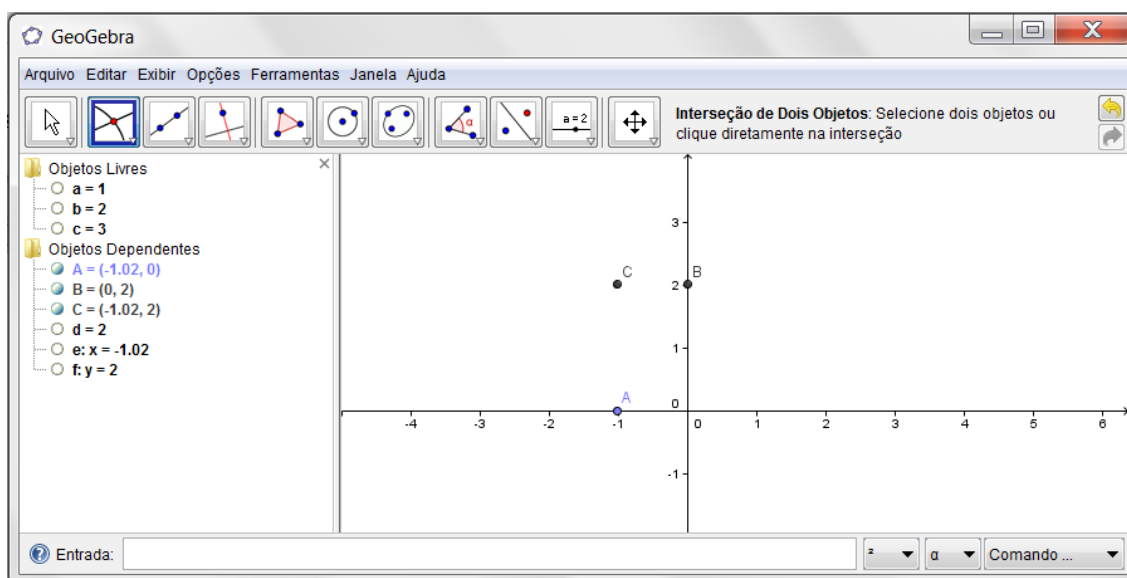 GeoGebra
Arquivo Editar Exibir Opções Ferramentas Janela Ajuda
a = 2
α
Interseção de Dois Objetos: Selecione dois objetos ou
clique diretamente na interseção
Objetos Livres
a = 1
b = 2
c = 3
Objetos Dependentes
A = (-1.02, 0)
B = (0, 2)
C = (-1.02, 2)
d = 2
e: x = -1.02
f: y = 2
3
C B
2
1
A
0
-4 -3 -2 -1 0 1 2 3 4 5 6
-1
Entrada: ² α Comando ...